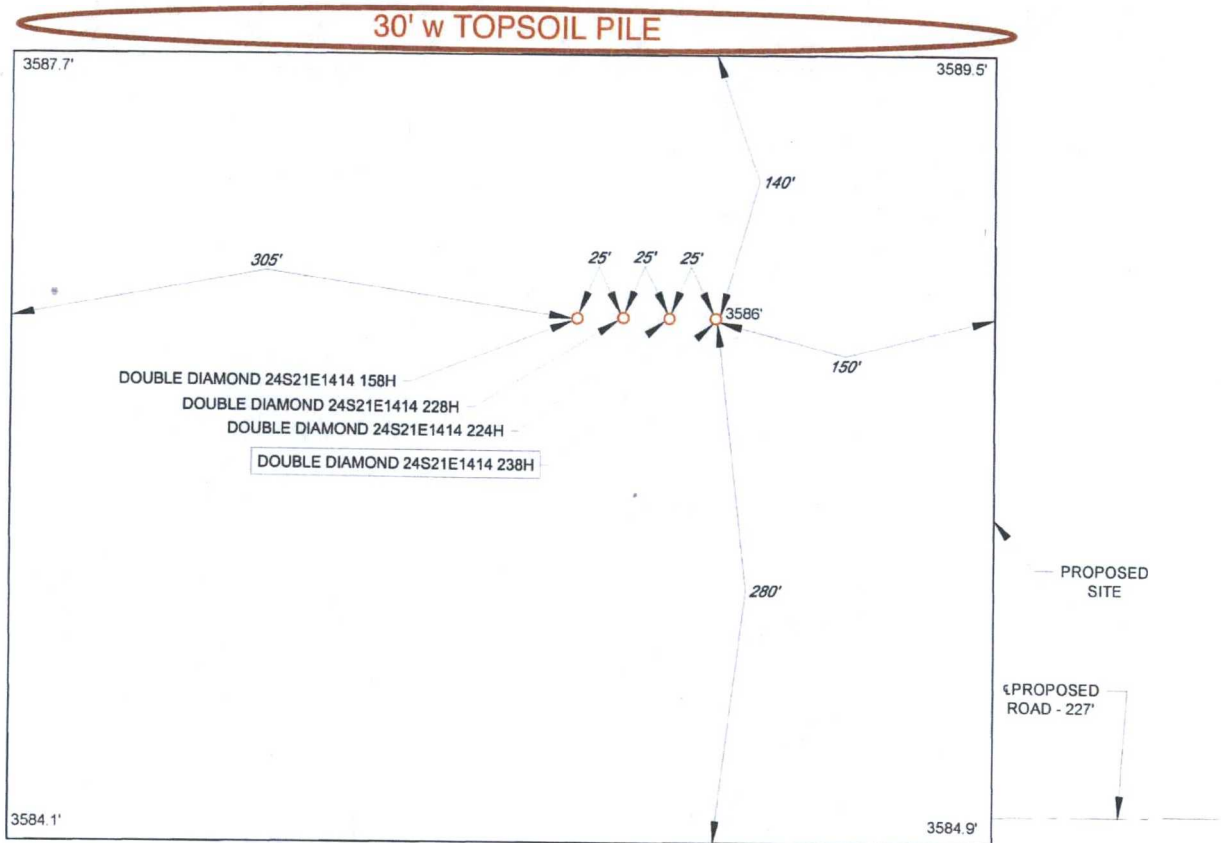 30' w TOPSOIL PILE
3587.7'
3589.5'
140'
305'
25'
25'
25'
3586'
150'
DOUBLE DIAMOND 24S21E1414 158H
DOUBLE DIAMOND 24S21E1414 228H
DOUBLE DIAMOND 24S21E1414 224H
DOUBLE DIAMOND 24S21E1414 238H
280'
PROPOSED
SITE
℄PROPOSED
ROAD - 227'
3584.1'
3584.9'